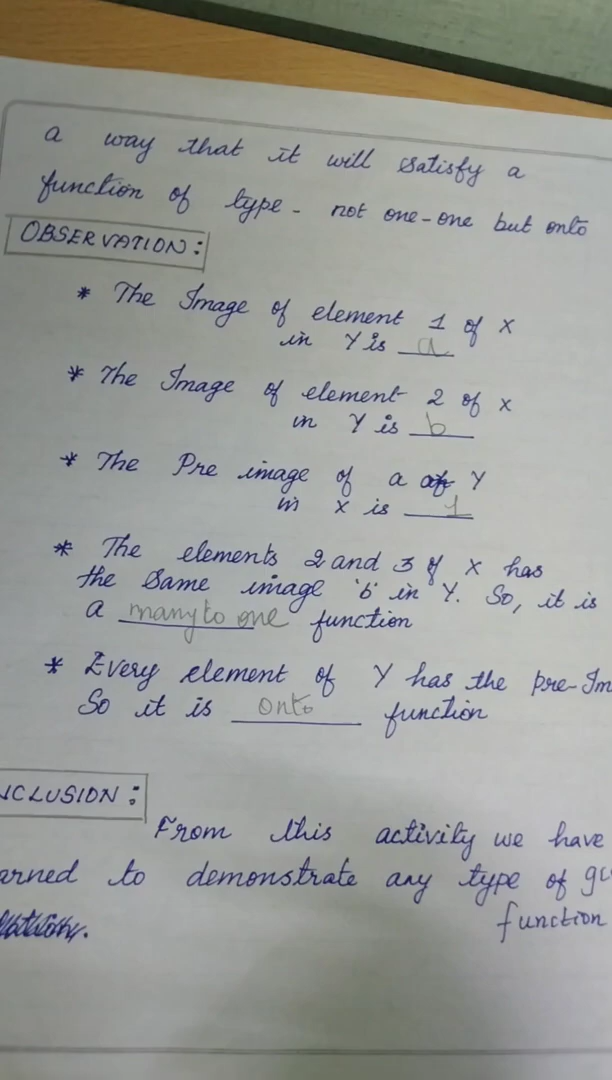 a way that it will satisfy a
function of type - not one-one but onto
OBSERVATION:
* The Image of element 1 of X
in Y is a
* The Image of element 2 of X
in Y is b
* The Pre image of a of Y
in X is 1
* The elements 2 and 3 of X has
the same image 'b' in Y. So, it is
a many to one function
* Every element of Y has the pre-Im
So it is onto function
NCLUSION:
From this activity we have
arned to demonstrate any type of
function